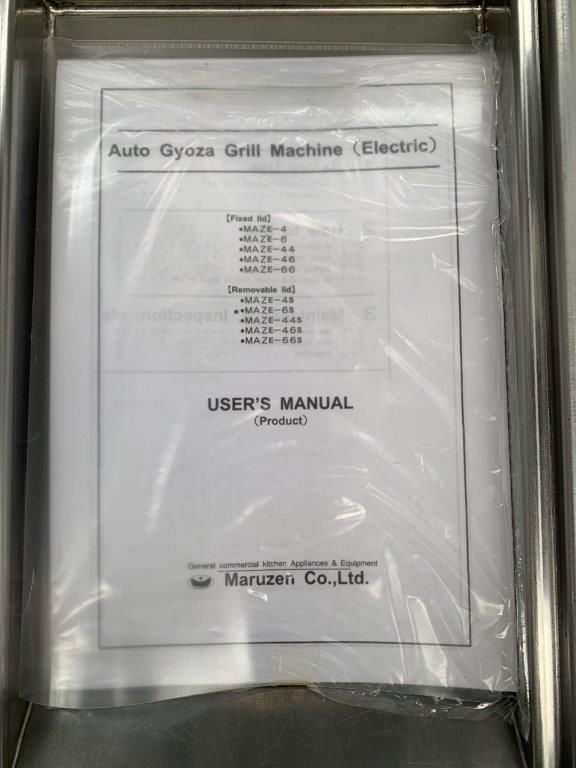 Auto Gyoza Grill Machine (Electric)
[Fixed lid]
•MAZE-4
•MAZE-6
•MAZE-44
•MAZE-46
•MAZE-66
[Removable lid]
•MAZE-4S
••MAZE-6S
•MAZE-44S
•MAZE-46S
•MAZE-66S
USER'S MANUAL
(Product)
General commercial kitchen Appliances & Equipment
Maruzen Co.,Ltd.